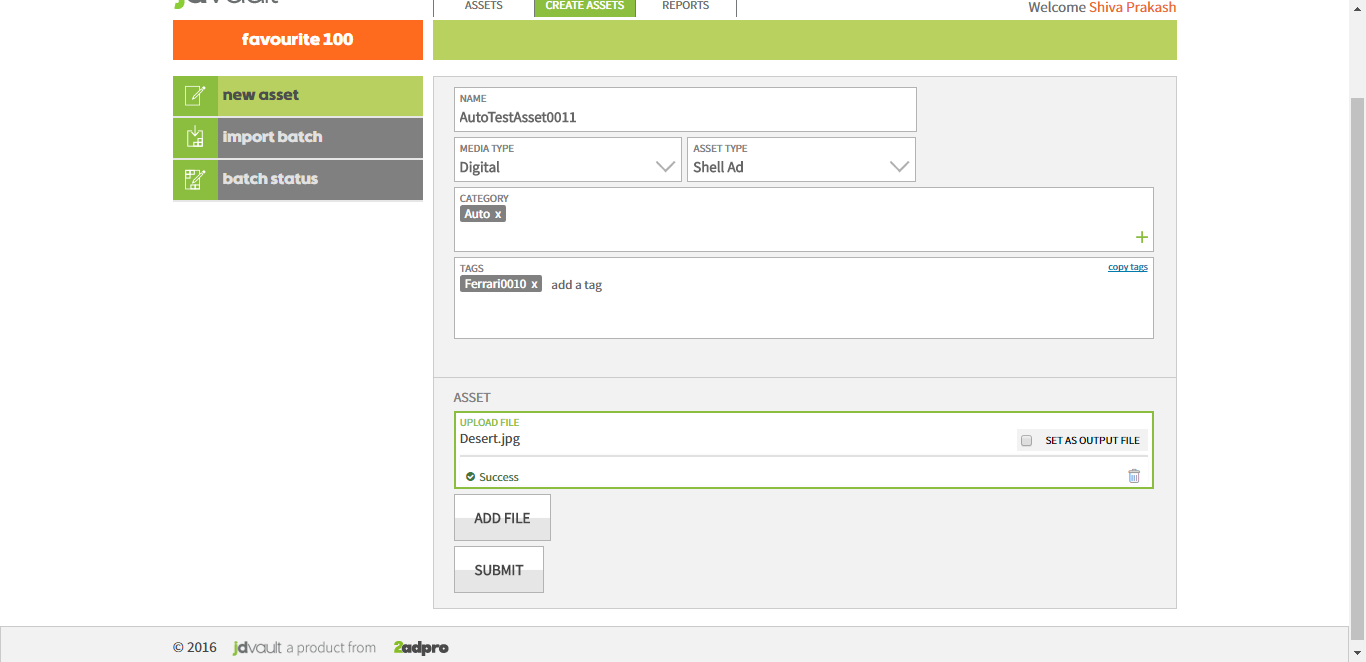 jdvault
ASSETS CREATE ASSETS REPORTS
Welcome Shiva Prakash
favourite 100
new asset
import batch
batch status
NAME
AutoTestAsset0011
MEDIA TYPE
Digital
ASSET TYPE
Shell Ad
CATEGORY
Auto x
+
TAGS
copy tags
Ferrari0010 x add a tag
ASSET
UPLOAD FILE
Desert.jpg
SET AS OUTPUT FILE
Success
ADD FILE
SUBMIT
© 2016 jdvault a product from 2adpro